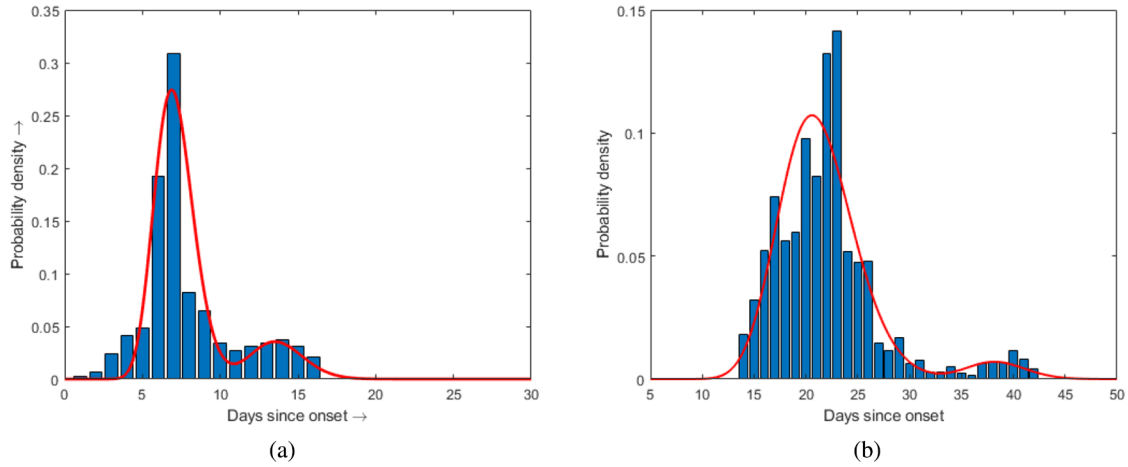 0.35
0.3
0.25
0.2
0.15
0.1
0.05
0
Probability density →
0 5 10 15 20 25 30
Days since onset →
(a)
0.15
0.1
0.05
0
Probability density
5 10 15 20 25 30 35 40 45 50
Days since onset
(b)